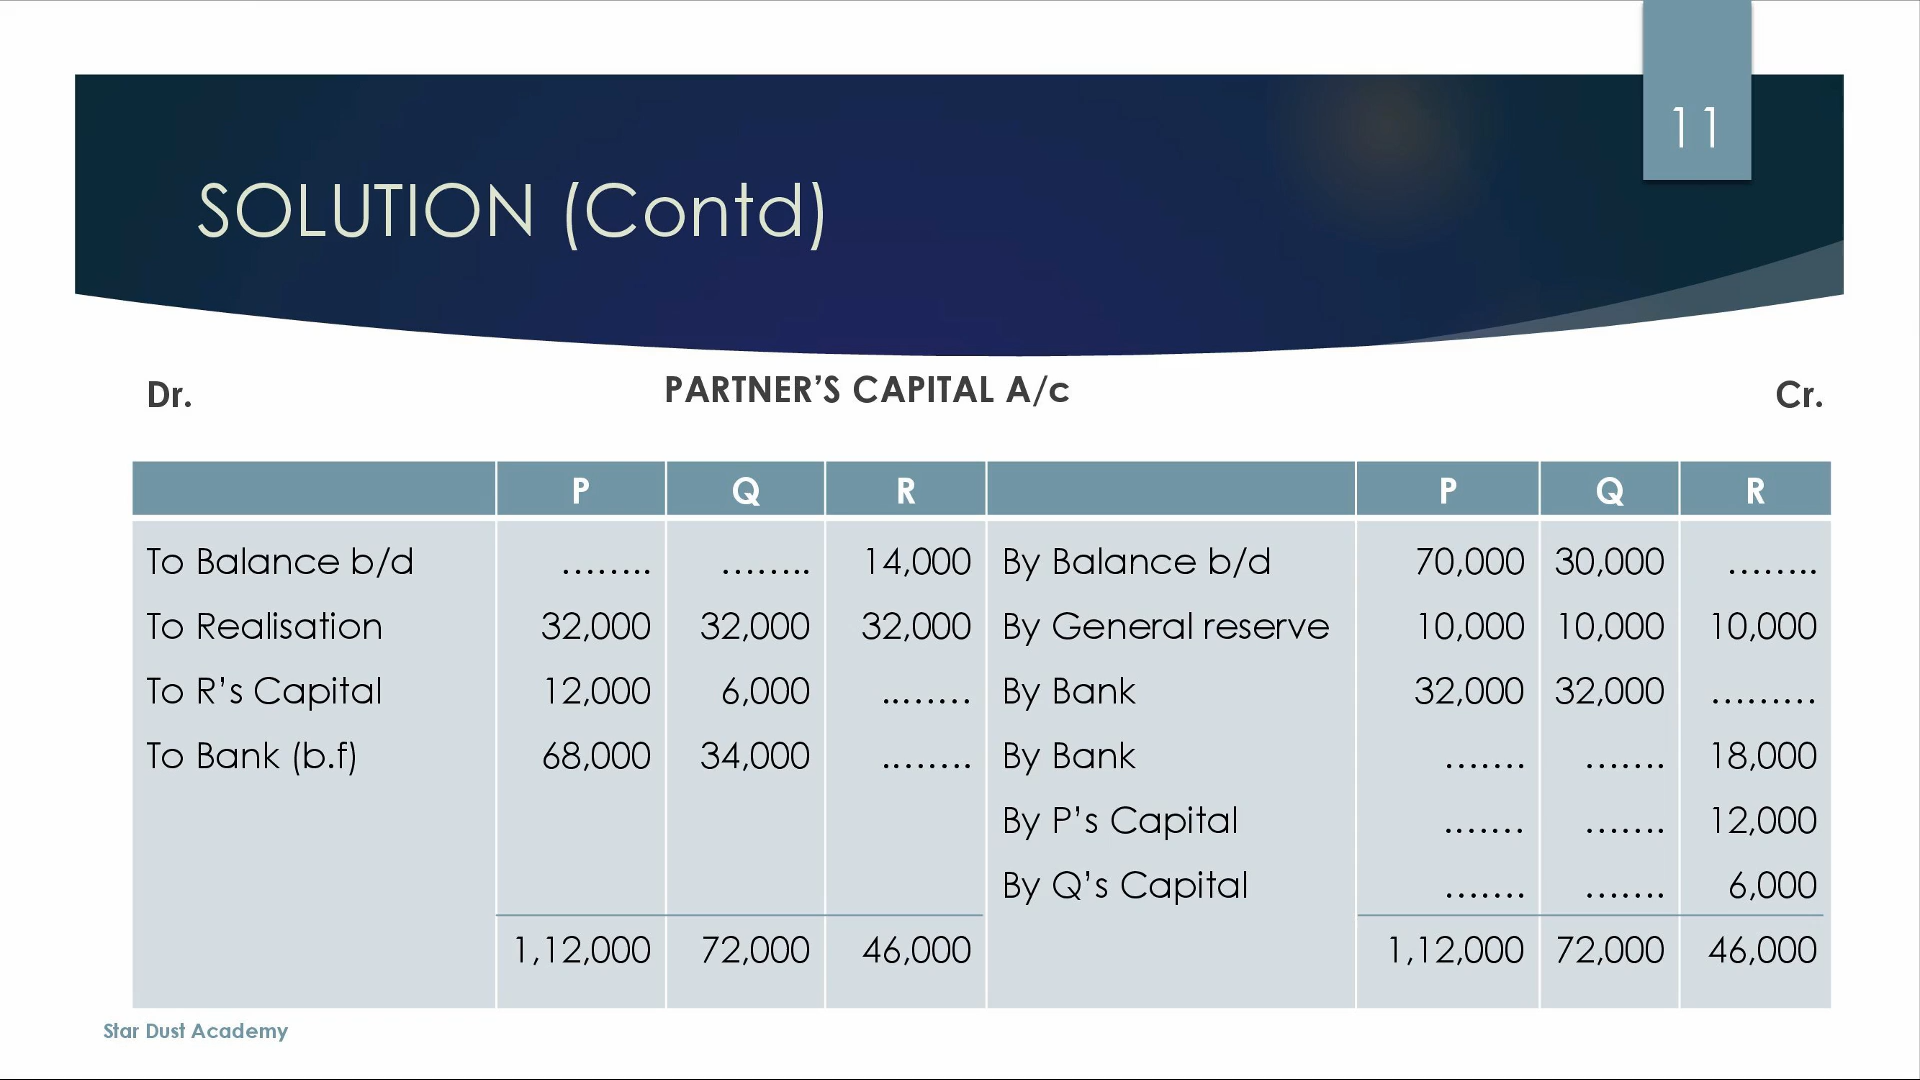 11
SOLUTION (Contd)
Dr. PARTNER’S CAPITAL A/c Cr.
P Q R P Q R
To Balance b/d …….. …….. 14,000 By Balance b/d 70,000 30,000 ……..
To Realisation 32,000 32,000 32,000 By General reserve 10,000 10,000 10,000
To R’s Capital 12,000 6,000 ..…… By Bank 32,000 32,000 ………
To Bank (b.f) 68,000 34,000 ..…… By Bank ……. ……. 18,000
By P’s Capital ……. ……. 12,000
By Q’s Capital ……. ……. 6,000
1,12,000 72,000 46,000 1,12,000 72,000 46,000
Star Dust Academy